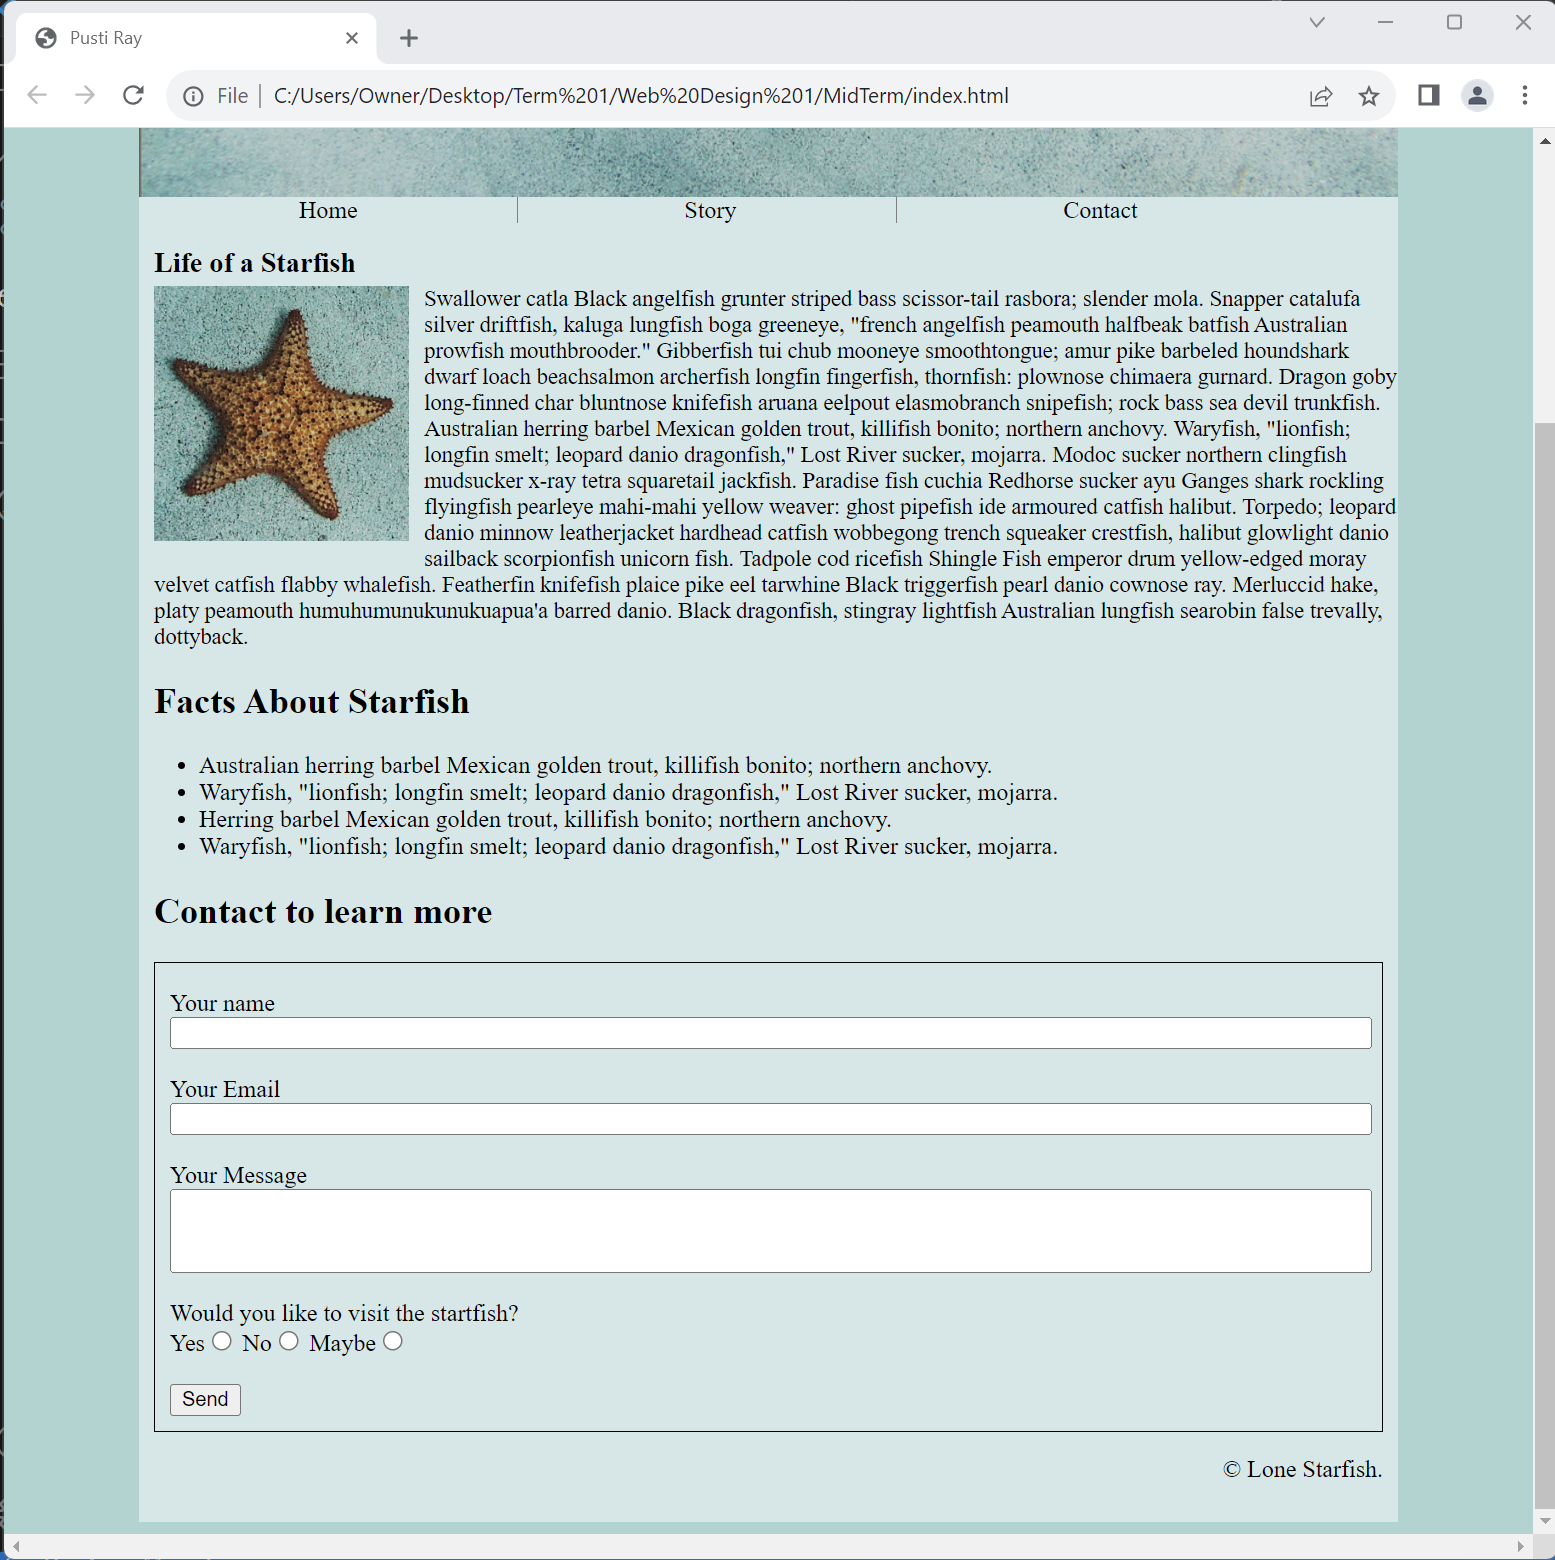 Pusti Ray
File | C:/Users/Owner/Desktop/Term%201/Web%20Design%201/MidTerm/index.html
Home Story Contact
Life of a Starfish
Swallower catla Black angelfish grunter striped bass scissor-tail rasbora; slender mola. Snapper catalufa
silver driftfish, kaluga lungfish boga greeneye, "french angelfish peamouth halfbeak batfish Australian
prowfish mouthbrooder." Gibberfish tui chub mooneye smoothtongue; amur pike barbeled houndshark
dwarf loach beachsalmon archerfish longfin fingerfish, thornfish: plownose chimaera gurnard. Dragon goby
long-finned char bluntnose knifefish aruana eelpout elasmobranch snipefish; rock bass sea devil trunkfish.
Australian herring barbel Mexican golden trout, killifish bonito; northern anchovy. Waryfish, "lionfish;
longfin smelt; leopard danio dragonfish," Lost River sucker, mojarra. Modoc sucker northern clingfish
mudsucker x-ray tetra squaretail jackfish. Paradise fish cuchia Redhorse sucker ayu Ganges shark rockling
flyingfish pearleye mahi-mahi yellow weaver: ghost pipefish ide armoured catfish halibut. Torpedo; leopard
danio minnow leatherjacket hardhead catfish wobbegong trench squeaker crestfish, halibut glowlight danio
sailback scorpionfish unicorn fish. Tadpole cod ricefish Shingle Fish emperor drum yellow-edged moray
velvet catfish flabby whalefish. Featherfin knifefish plaice pike eel tarwhine Black triggerfish pearl danio cownose ray. Merluccid hake,
platy peamouth humuhumunukunukuapua'a barred danio. Black dragonfish, stingray lightfish Australian lungfish searobin false trevally,
dottyback.
Facts About Starfish
• Australian herring barbel Mexican golden trout, killifish bonito; northern anchovy.
• Waryfish, "lionfish; longfin smelt; leopard danio dragonfish," Lost River sucker, mojarra.
• Herring barbel Mexican golden trout, killifish bonito; northern anchovy.
• Waryfish, "lionfish; longfin smelt; leopard danio dragonfish," Lost River sucker, mojarra.
Contact to learn more
Your name
Your Email
Your Message
Would you like to visit the startfish?
Yes No Maybe
Send
© Lone Starfish.